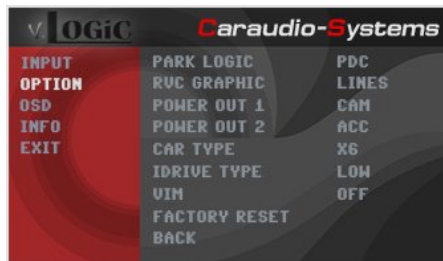 V.LOGiC Caraudio-Systems
INPUT PARK LOGIC PDC
OPTION RVC GRAPHIC LINES
OSD POWER OUT 1 CAM
INFO POWER OUT 2 ACC
EXIT CAR TYPE X6
IDRIVE TYPE LOW
VIM OFF
FACTORY RESET
BACK